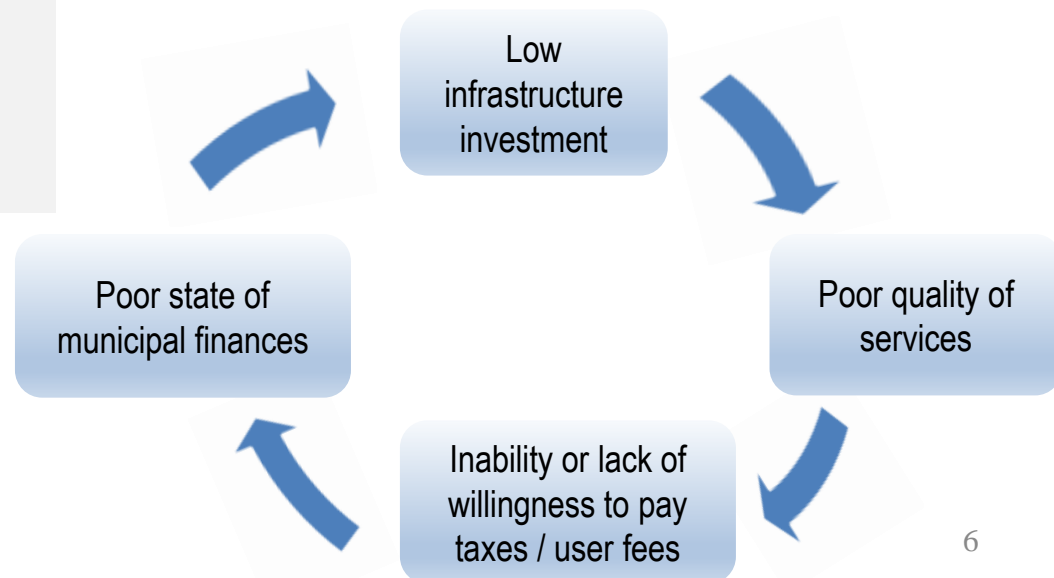 Low
infrastructure
investment
Poor state of
municipal finances
Poor quality of
services
Inability or lack of
willingness to pay
taxes / user fees
6